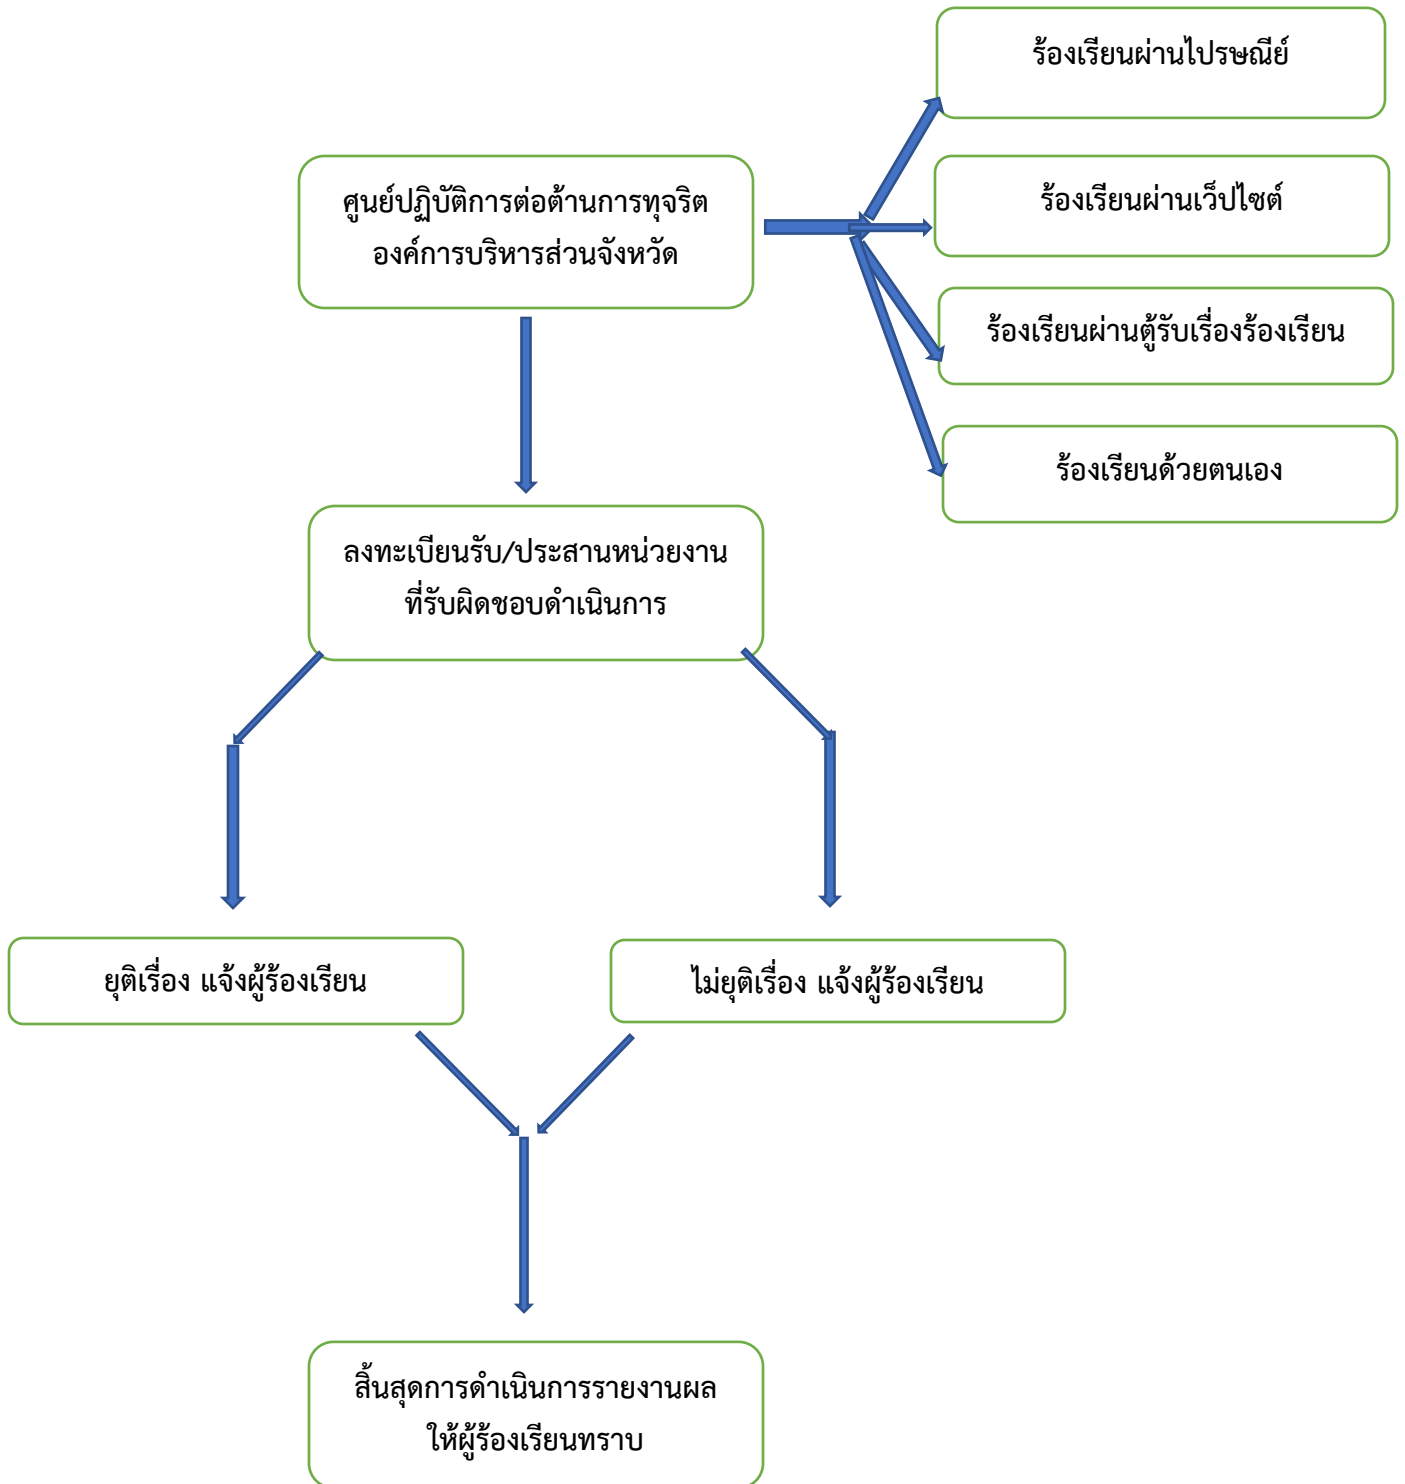 ร้องเรียนผ่านไปรษณีย์
ศูนย์ปฏิบัติการต่อต้านการทุจริต
องค์การบริหารส่วนจังหวัด
ร้องเรียนผ่านเว็ปไซต์
ร้องเรียนผ่านตู้รับเรื่องร้องเรียน
ร้องเรียนด้วยตนเอง
ลงทะเบียนรับ/ประสานหน่วยงาน
ที่รับผิดชอบดำเนินการ
ยุติเรื่อง แจ้งผู้ร้องเรียน
ไม่ยุติเรื่อง แจ้งผู้ร้องเรียน
สิ้นสุดการดำเนินการรายงานผล
ให้ผู้ร้องเรียนทราบ